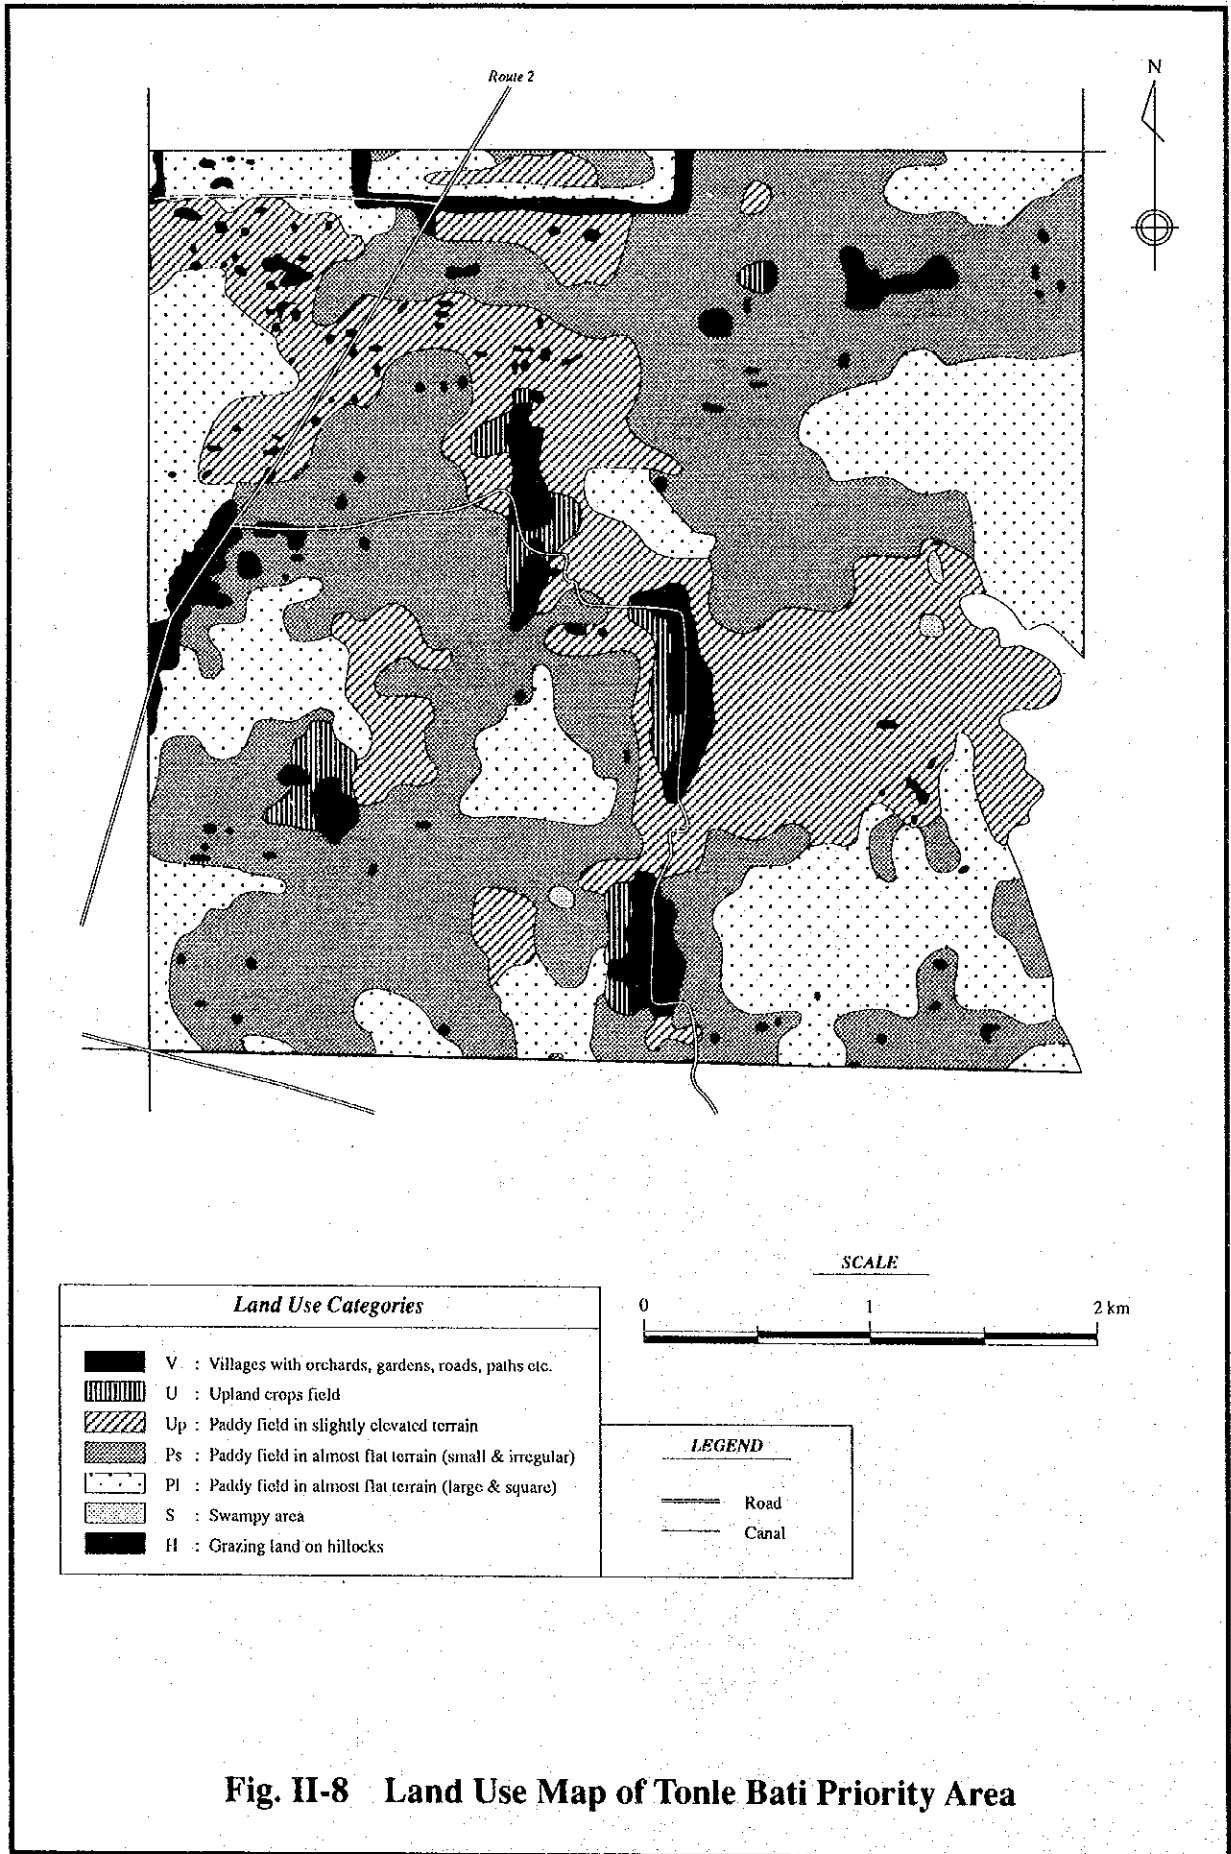 Route 2
N
SCALE
0 1 2 km
Land Use Categories
V : Villages with orchards, gardens, roads, paths etc.
U : Upland crops field
Up : Paddy field in slightly elevated terrain
Ps : Paddy field in almost flat terrain (small & irregular)
Pl : Paddy field in almost flat terrain (large & square)
S : Swampy area
H : Grazing land on hillocks
LEGEND
Road
Canal
Fig. II-8 Land Use Map of Tonle Bati Priority Area